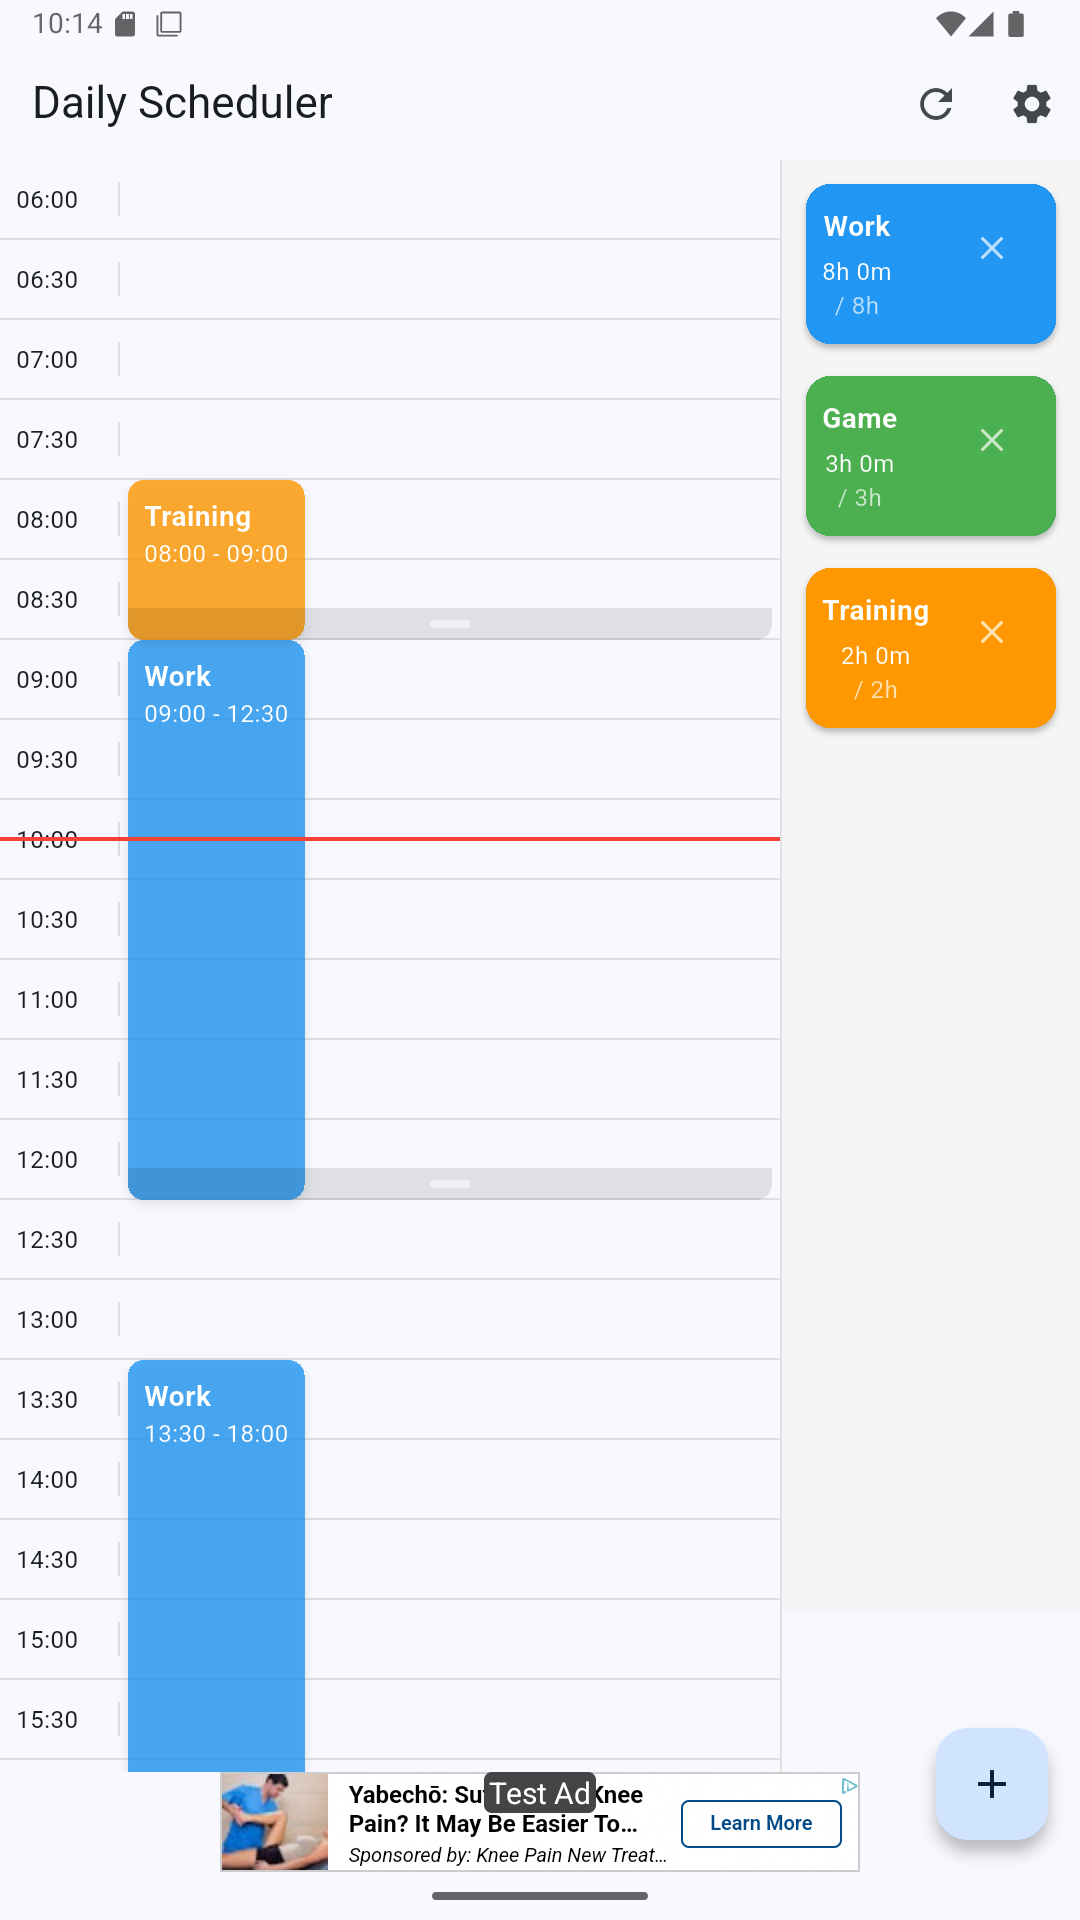 10:14
Daily Scheduler
06:00
06:30
07:00
07:30
08:00
08:30
09:00
09:30
10:00
10:30
11:00
11:30
12:00
12:30
13:00
13:30
14:00
14:30
15:00
15:30
Training
08:00 - 09:00
Work
09:00 - 12:30
Work
13:30 - 18:00
Work
8h 0m
/ 8h
Game
3h 0m
/ 3h
Training
2h 0m
/ 2h
Test Ad
Yabechō: Knee
Pain? It May Be Easier To...
Sponsored by: Knee Pain New Treat...
Learn More